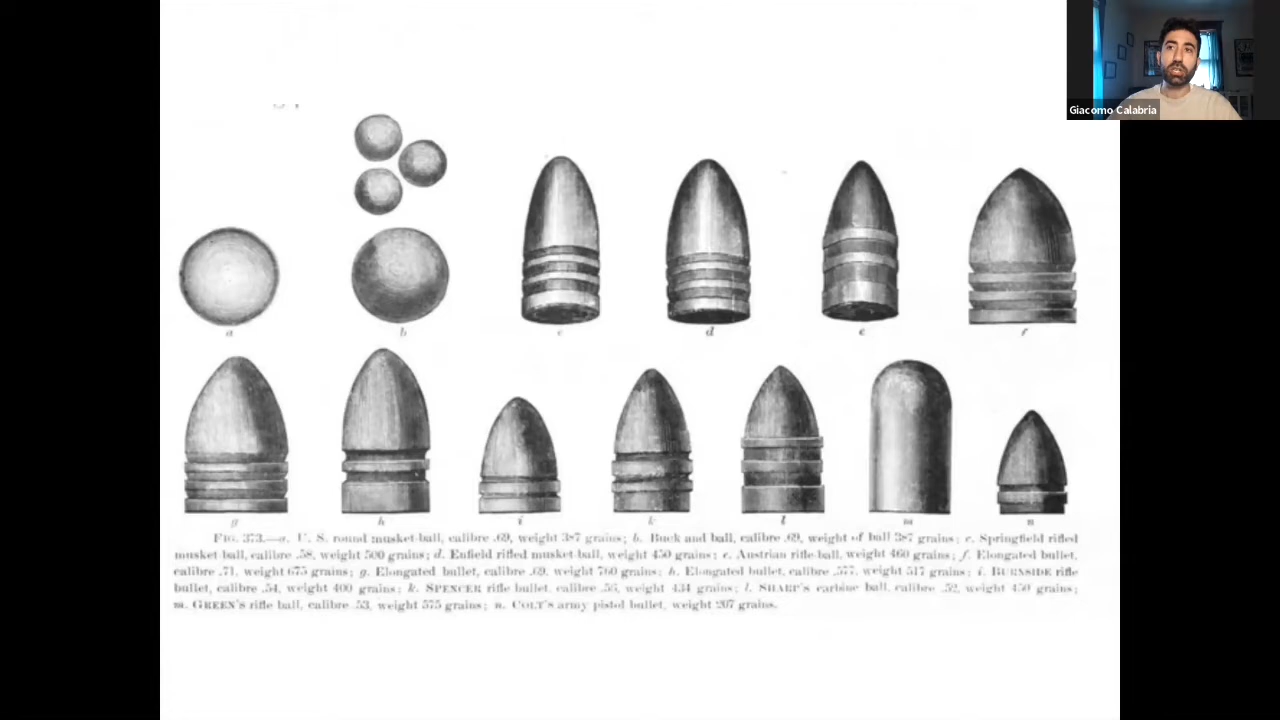 Giacomo Calabria
a
b
c
d
e
f
g
h
i
k
l
m
n
FIG. 373.—a. U. S. round musket-ball, calibre .69, weight 387 grains; b. Buck and ball, calibre .69, weight of ball 387 grains; c. Springfield rifled
musket-ball, calibre .58, weight 500 grains; d. Enfield rifled musket-ball, weight 450 grains; e. Austrian rifle-ball, weight 460 grains; f. Elongated bullet,
calibre .71, weight 675 grains; g. Elongated bullet, calibre .69, weight 760 grains; h. Elongated bullet, calibre .577, weight 517 grains; i. BURNSIDE rifle
bullet, calibre .54, weight 400 grains; k. SPENCER rifle bullet, calibre .56, weight 434 grains; l. SHARP'S carbine ball, calibre .52, weight 450 grains;
m. GREEN'S rifle ball, calibre .53, weight 575 grains; n. COLT'S army pistol bullet, weight 207 grains.